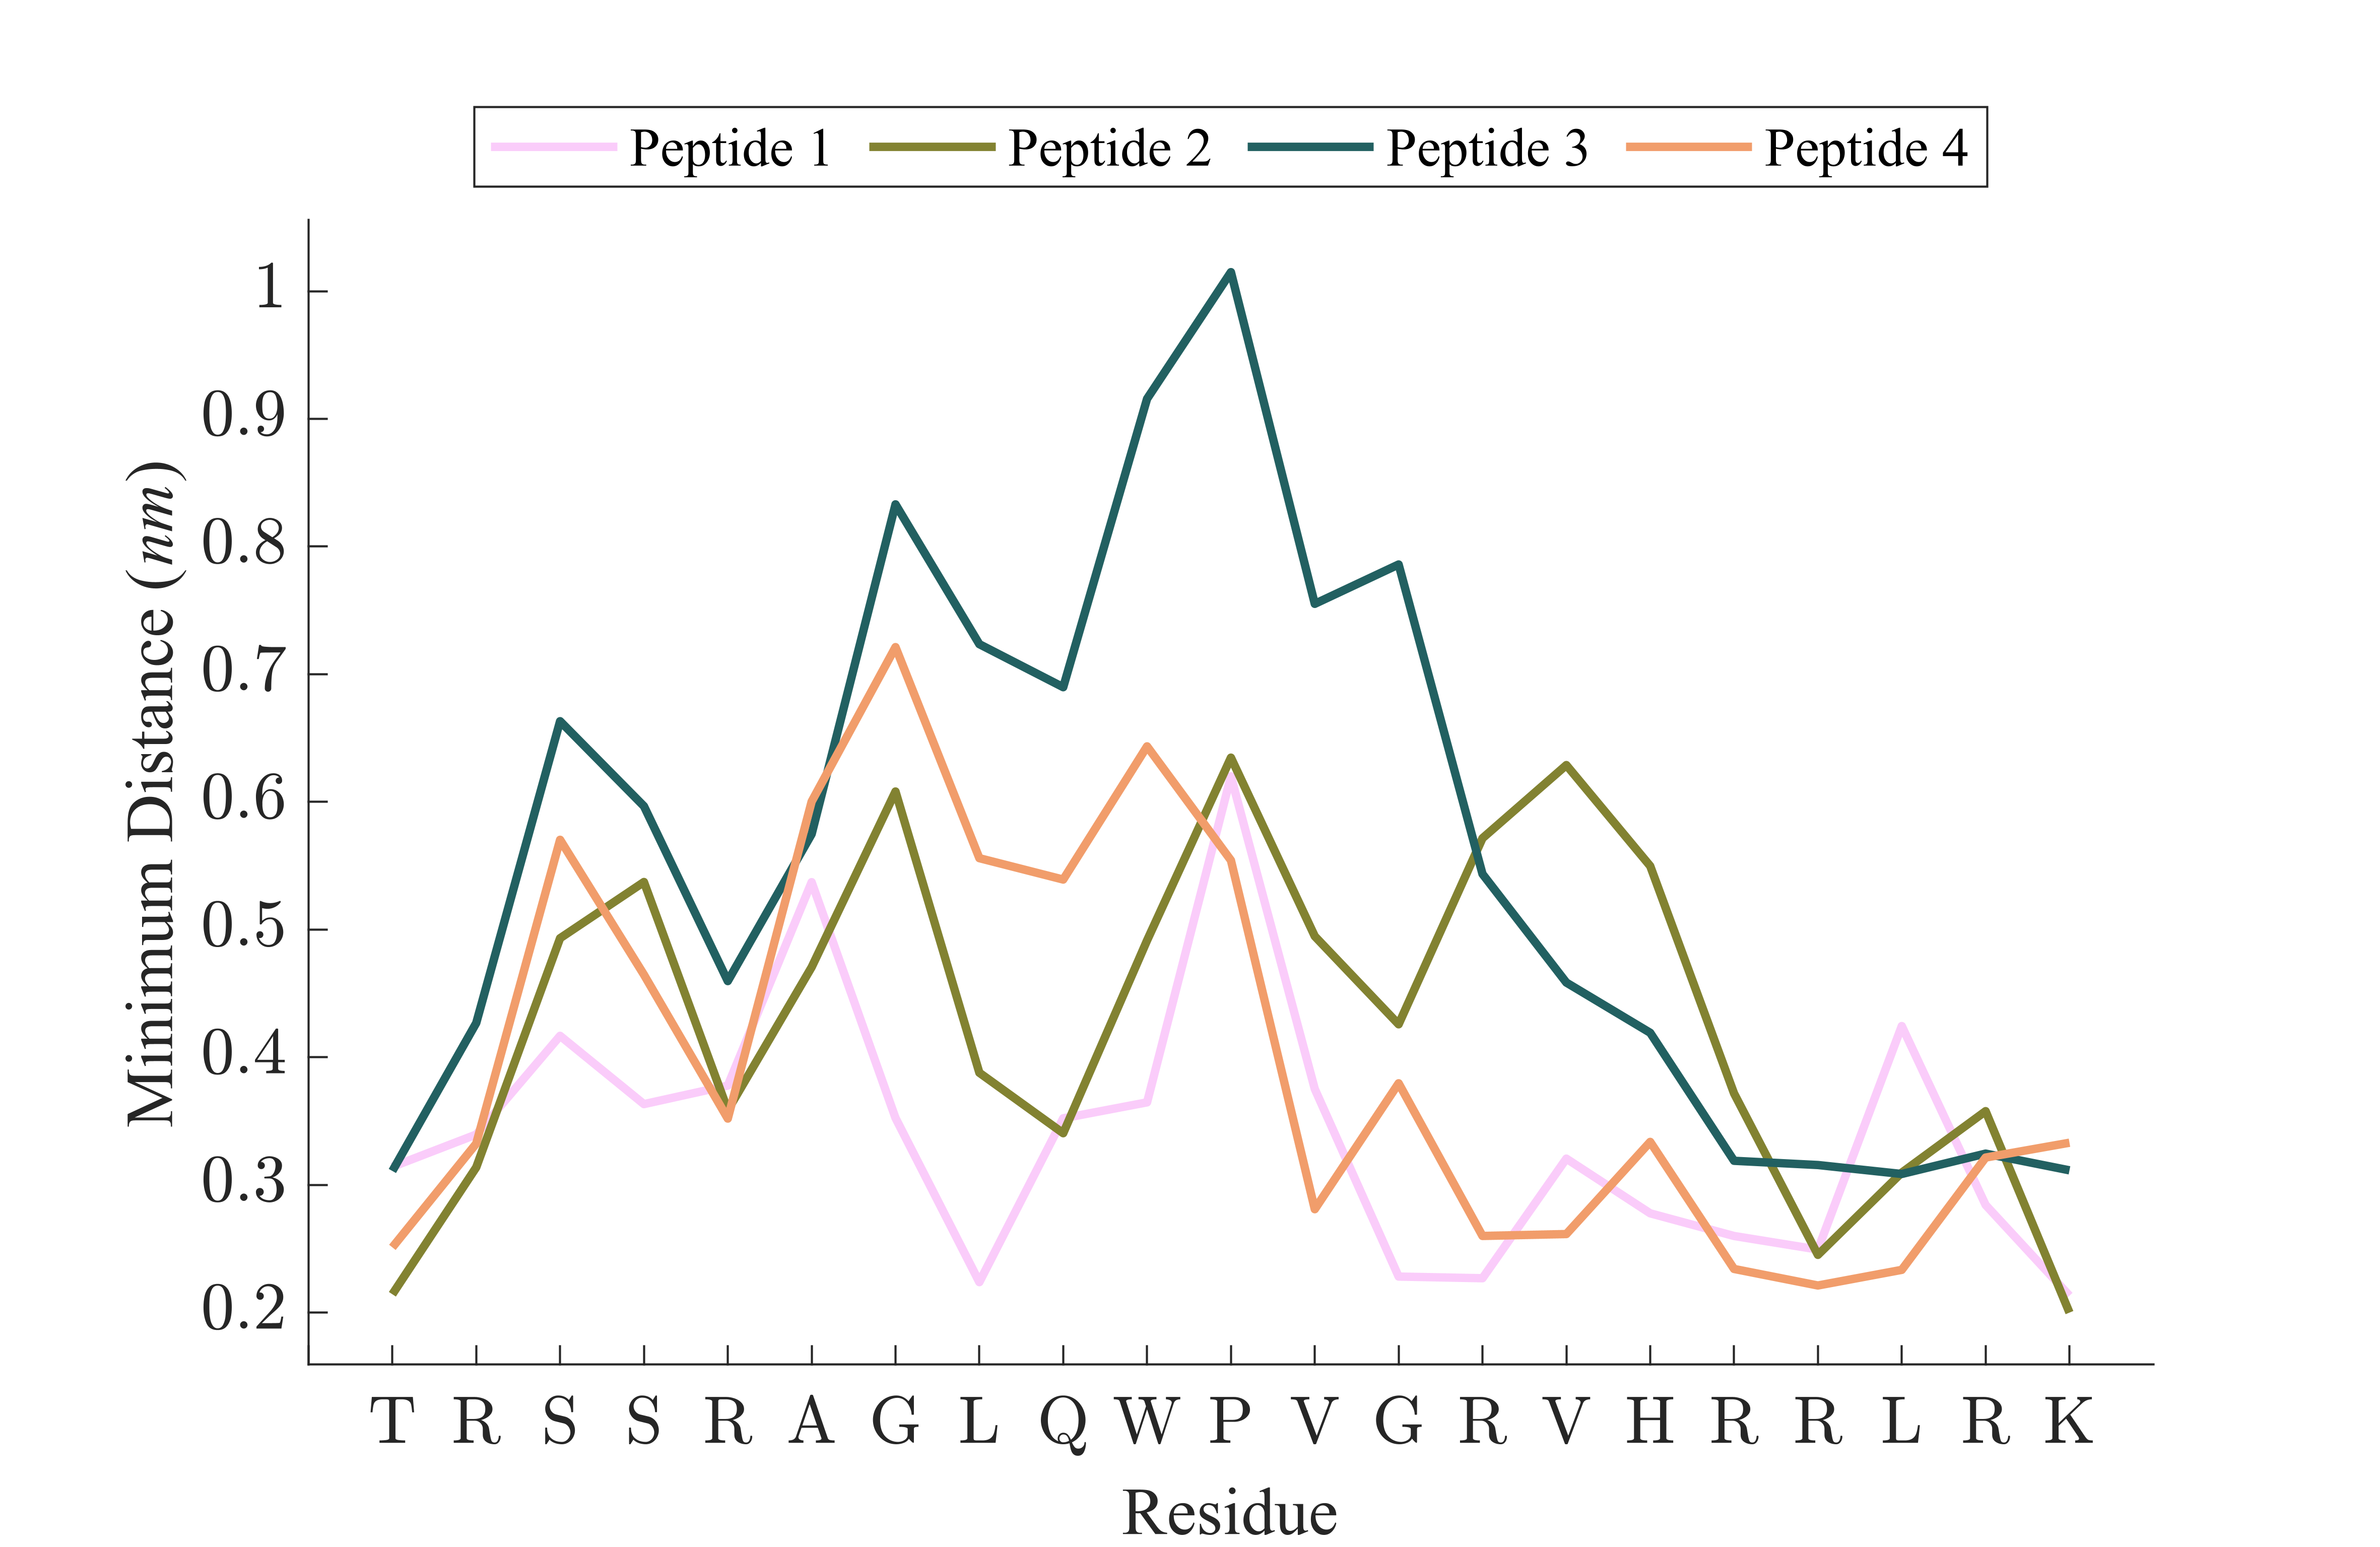 Peptide 1 Peptide 2 Peptide 3 Peptide 4
1
0.9
0.8
0.7
0.6
0.5
0.4
0.3
0.2
Minimum Distance (nm)
T R S S R A G L Q W P V G R V H R R L R K
Residue